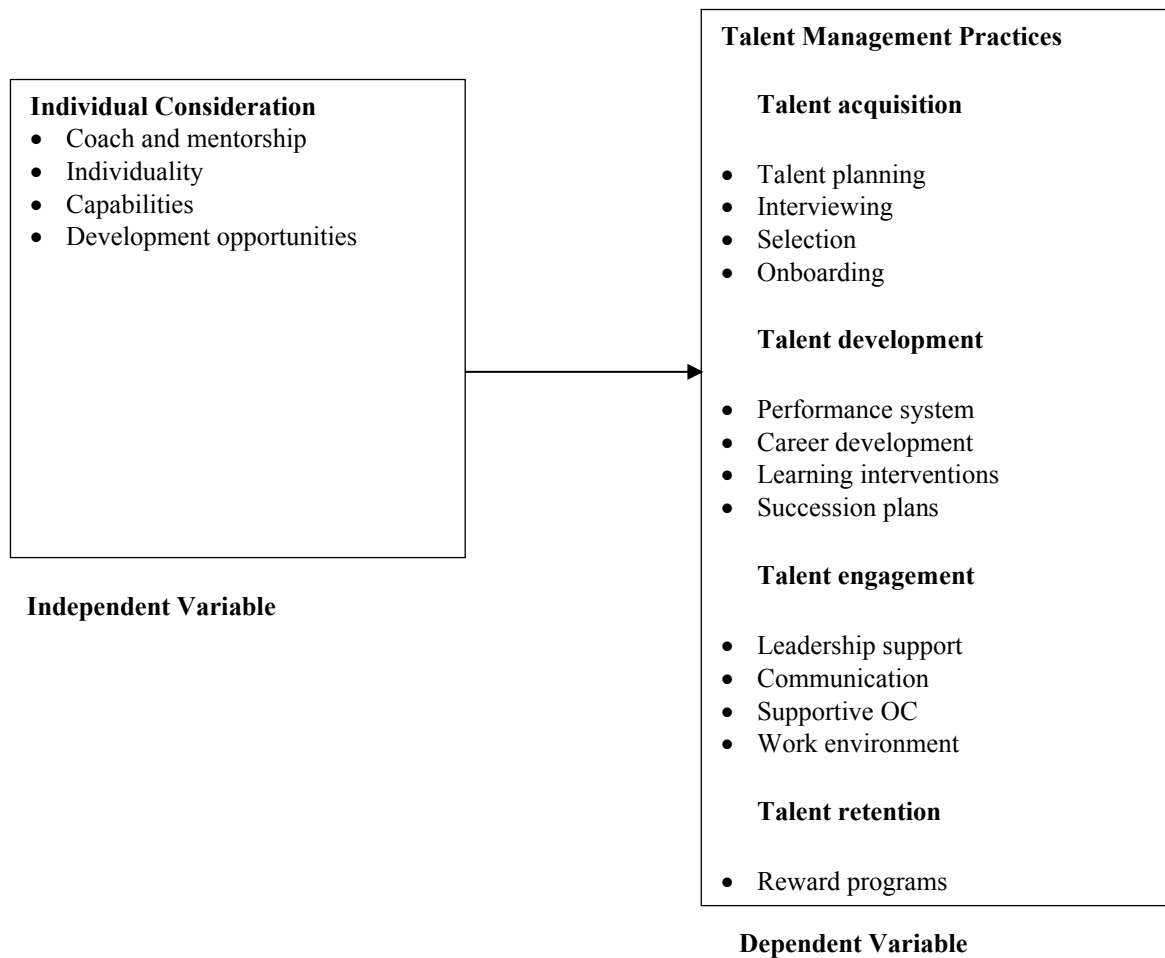 Individual Consideration
• Coach and mentorship
• Individuality
• Capabilities
• Development opportunities
Independent Variable
Talent Management Practices
Talent acquisition
• Talent planning
• Interviewing
• Selection
• Onboarding
Talent development
• Performance system
• Career development
• Learning interventions
• Succession plans
Talent engagement
• Leadership support
• Communication
• Supportive OC
• Work environment
Talent retention
• Reward programs
Dependent Variable